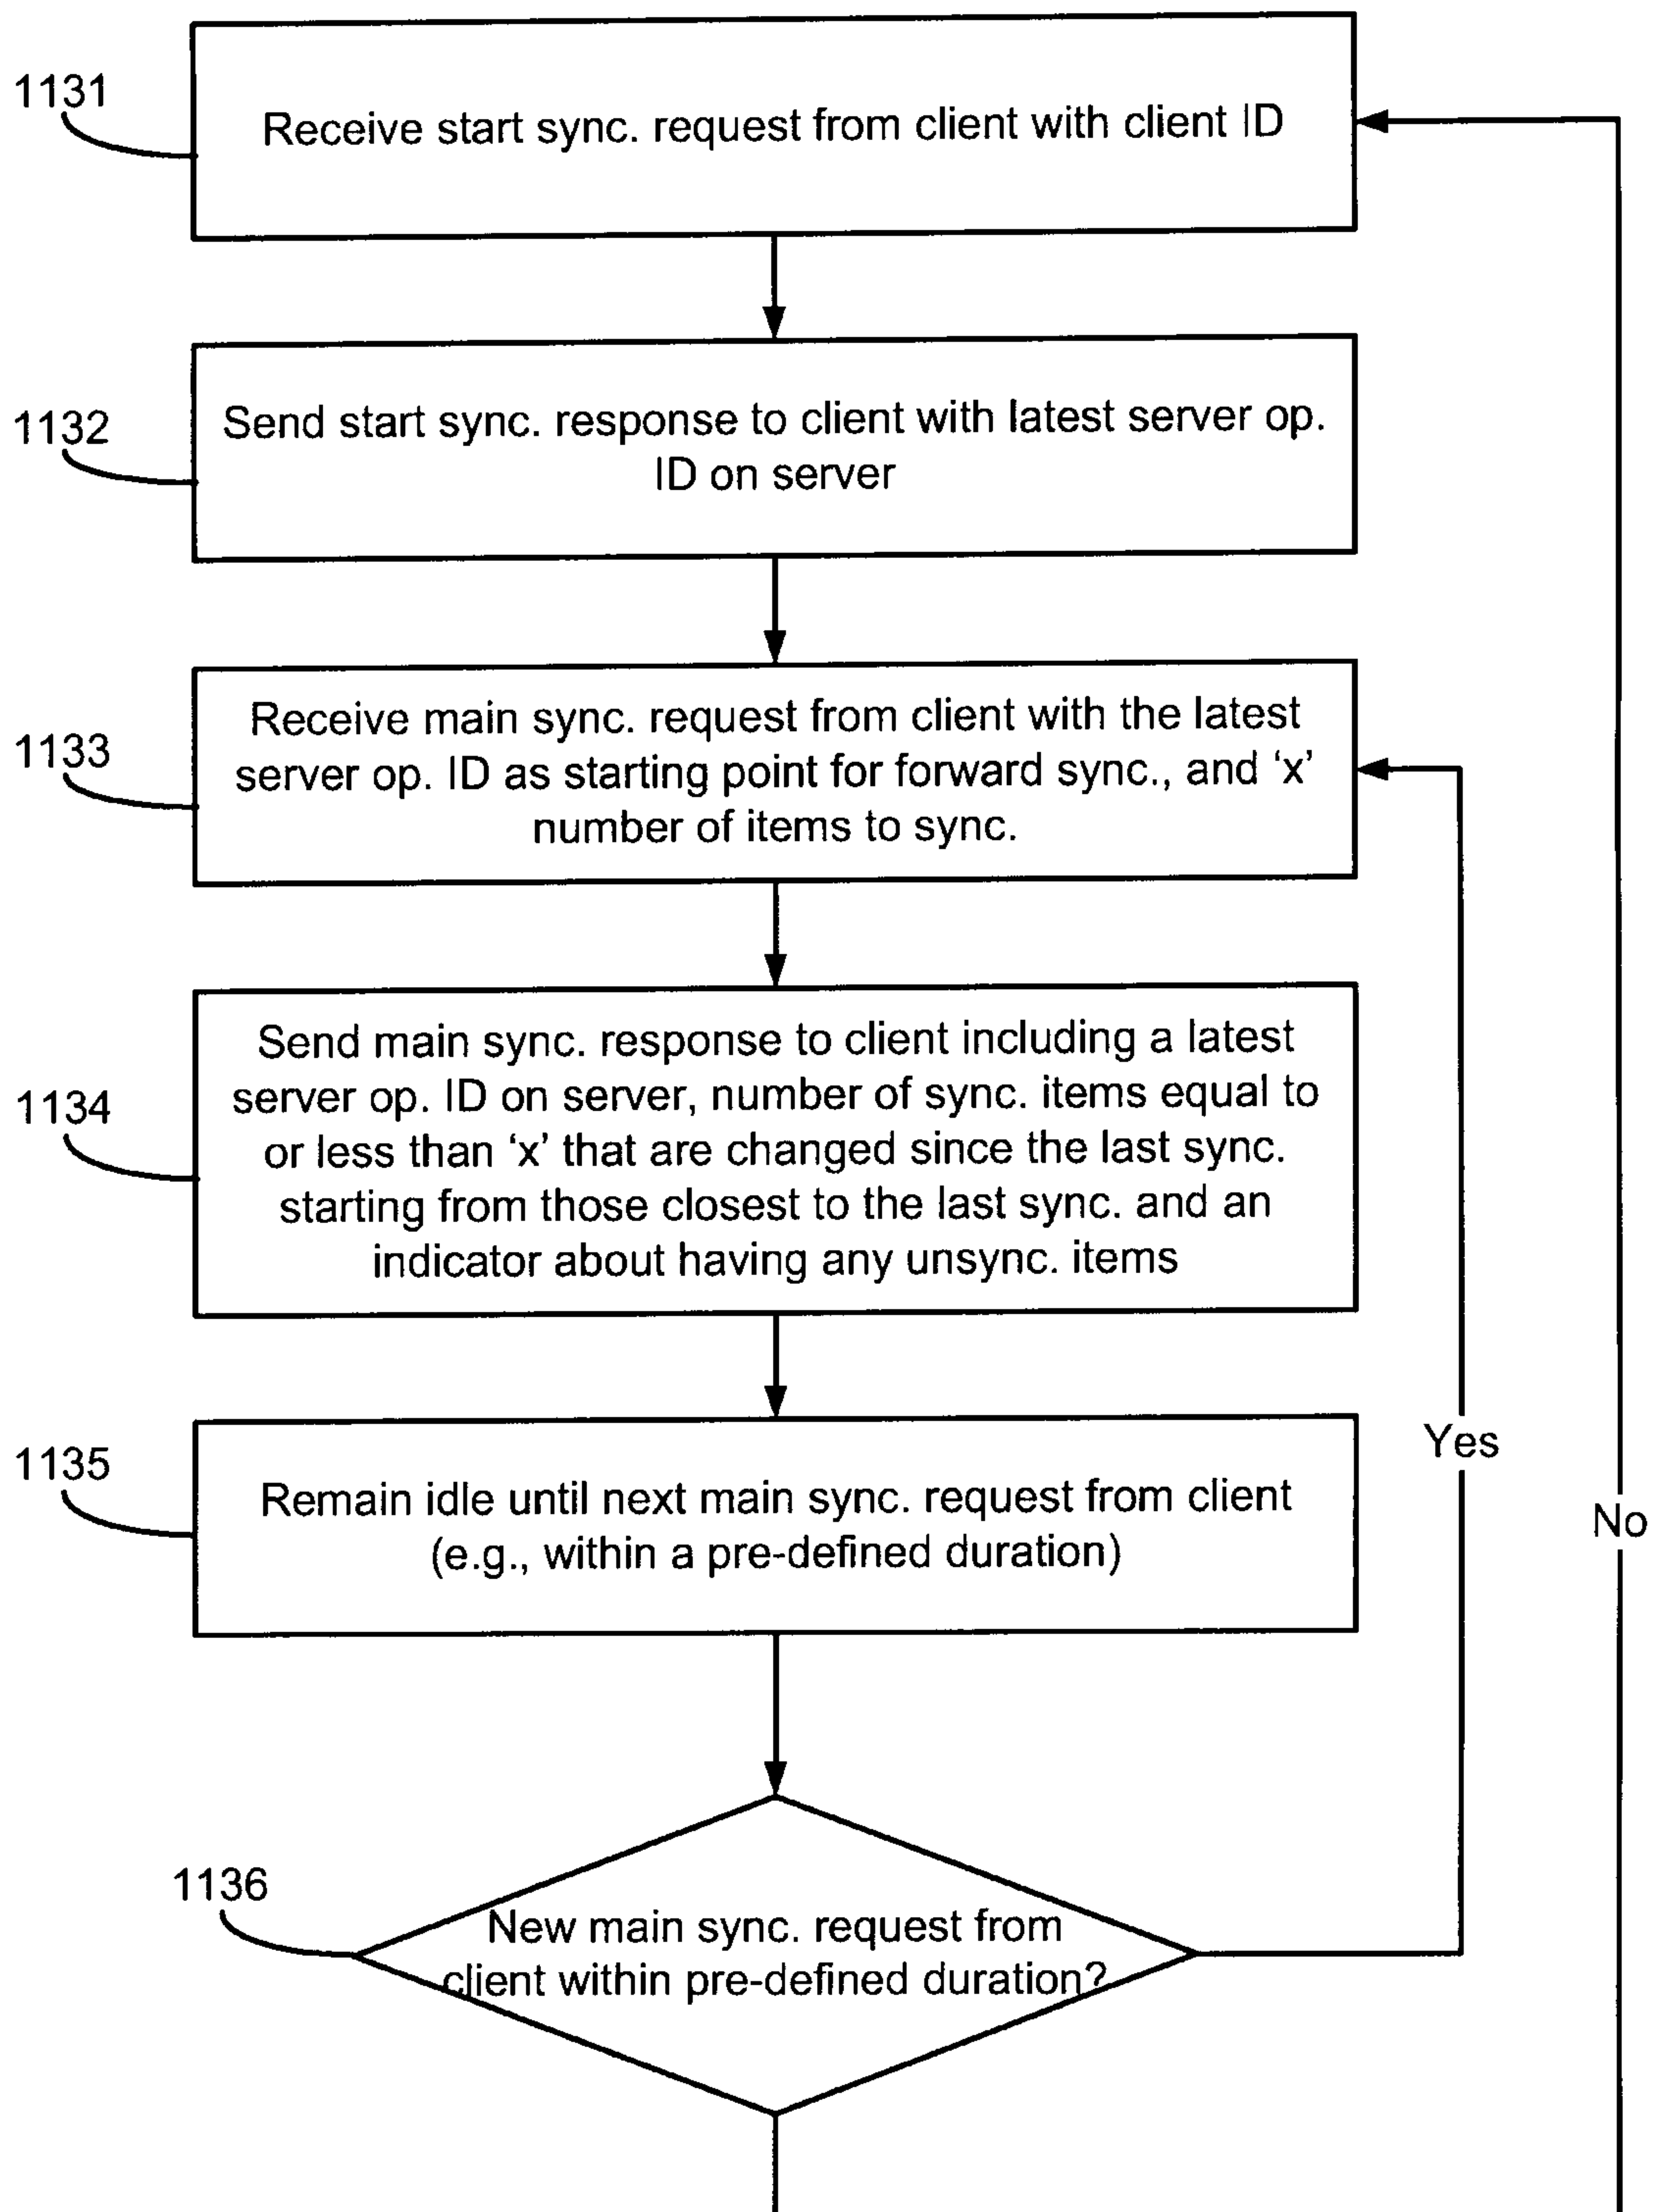 1131
Receive start sync. request from client with client ID
1132
Send start sync. response to client with latest server op.
ID on server
1133
Receive main sync. request from client with the latest
server op. ID as starting point for forward sync., and ‘x’
number of items to sync.
1134
Send main sync. response to client including a latest
server op. ID on server, number of sync. items equal to
or less than ‘x’ that are changed since the last sync.
starting from those closest to the last sync. and an
indicator about having any unsync. items
1135
Remain idle until next main sync. request from client
(e.g., within a pre-defined duration)
Yes
No
1136
New main sync. request from
client within pre-defined duration?